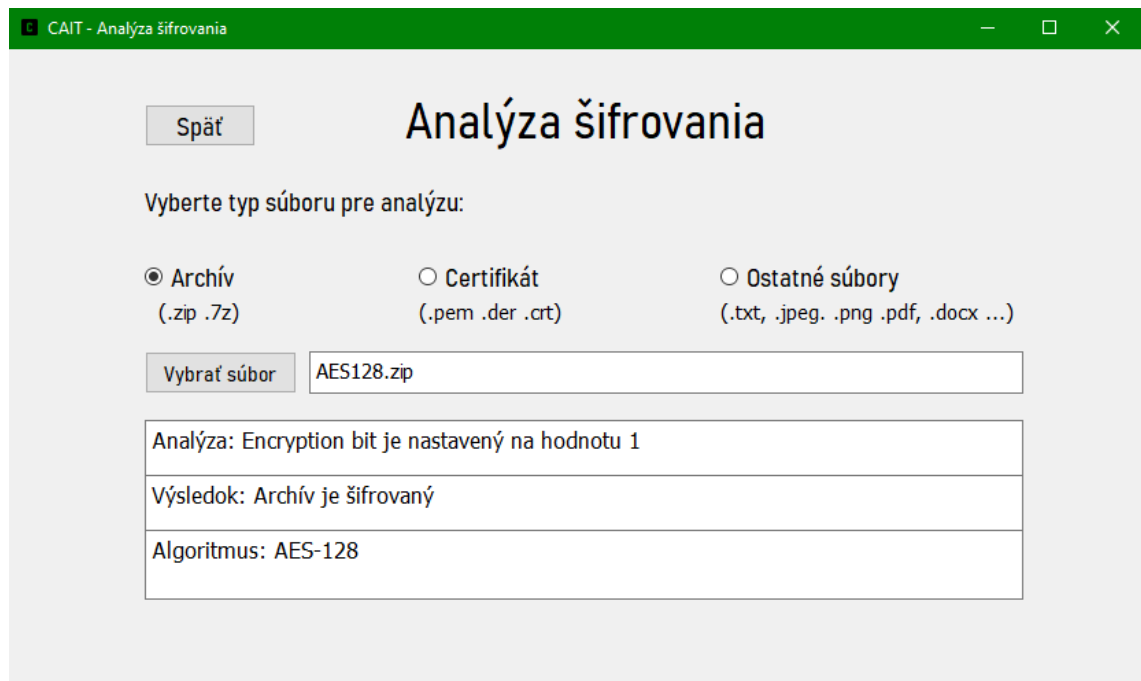 CAIT - Analýza šifrovania
Späť
Analýza šifrovania
Vyberte typ súboru pre analýzu:
Archív
Certifikát
Ostatné súbory
(.zip .7z)
(.pem .der .crt)
(.txt, .jpeg. .png .pdf, .docx ...)
Vybrať súbor
AES128.zip
Analýza: Encryption bit je nastavený na hodnotu 1
Výsledok: Archív je šifrovaný
Algoritmus: AES-128